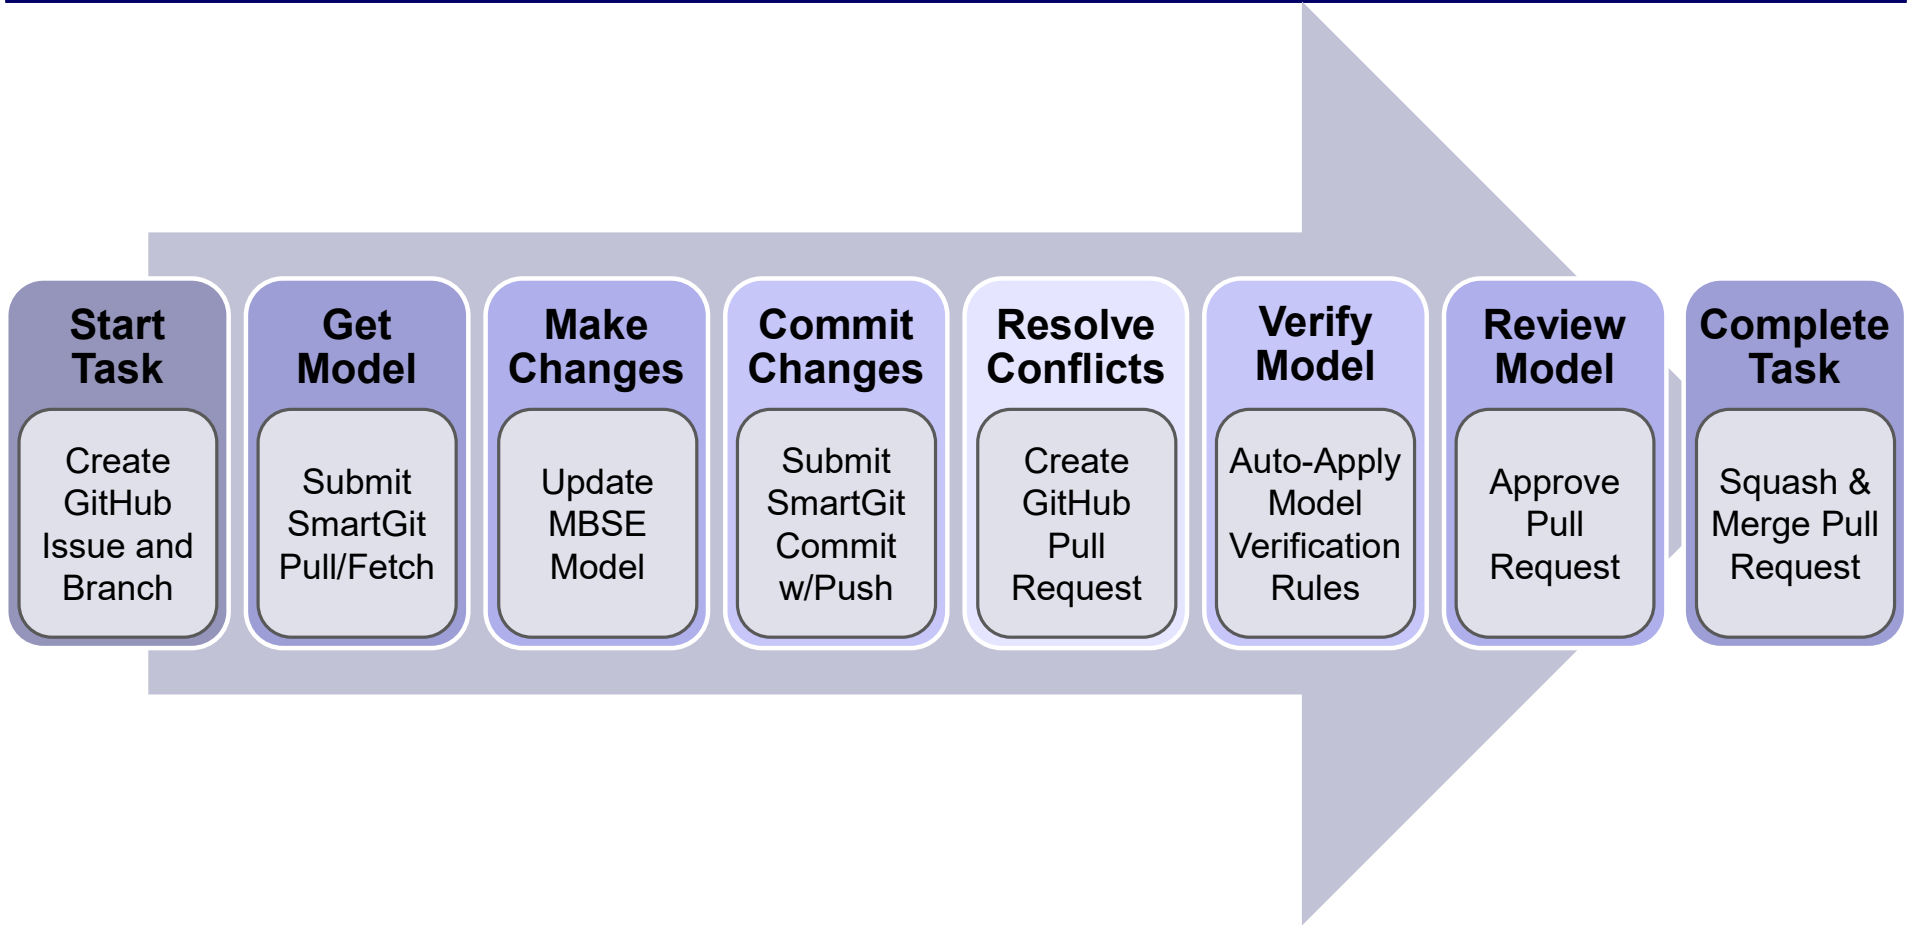 Start
Task
Create
GitHub
Issue and
Branch
Get
Model
Submit
SmartGit
Pull/Fetch
Make
Changes
Update
MBSE
Model
Commit
Changes
Submit
SmartGit
Commit
w/Push
Resolve
Conflicts
Create
GitHub
Pull
Request
Verify
Model
Auto-Apply
Model
Verification
Rules
Review
Model
Approve
Pull
Request
Complete
Task
Squash &
Merge Pull
Request